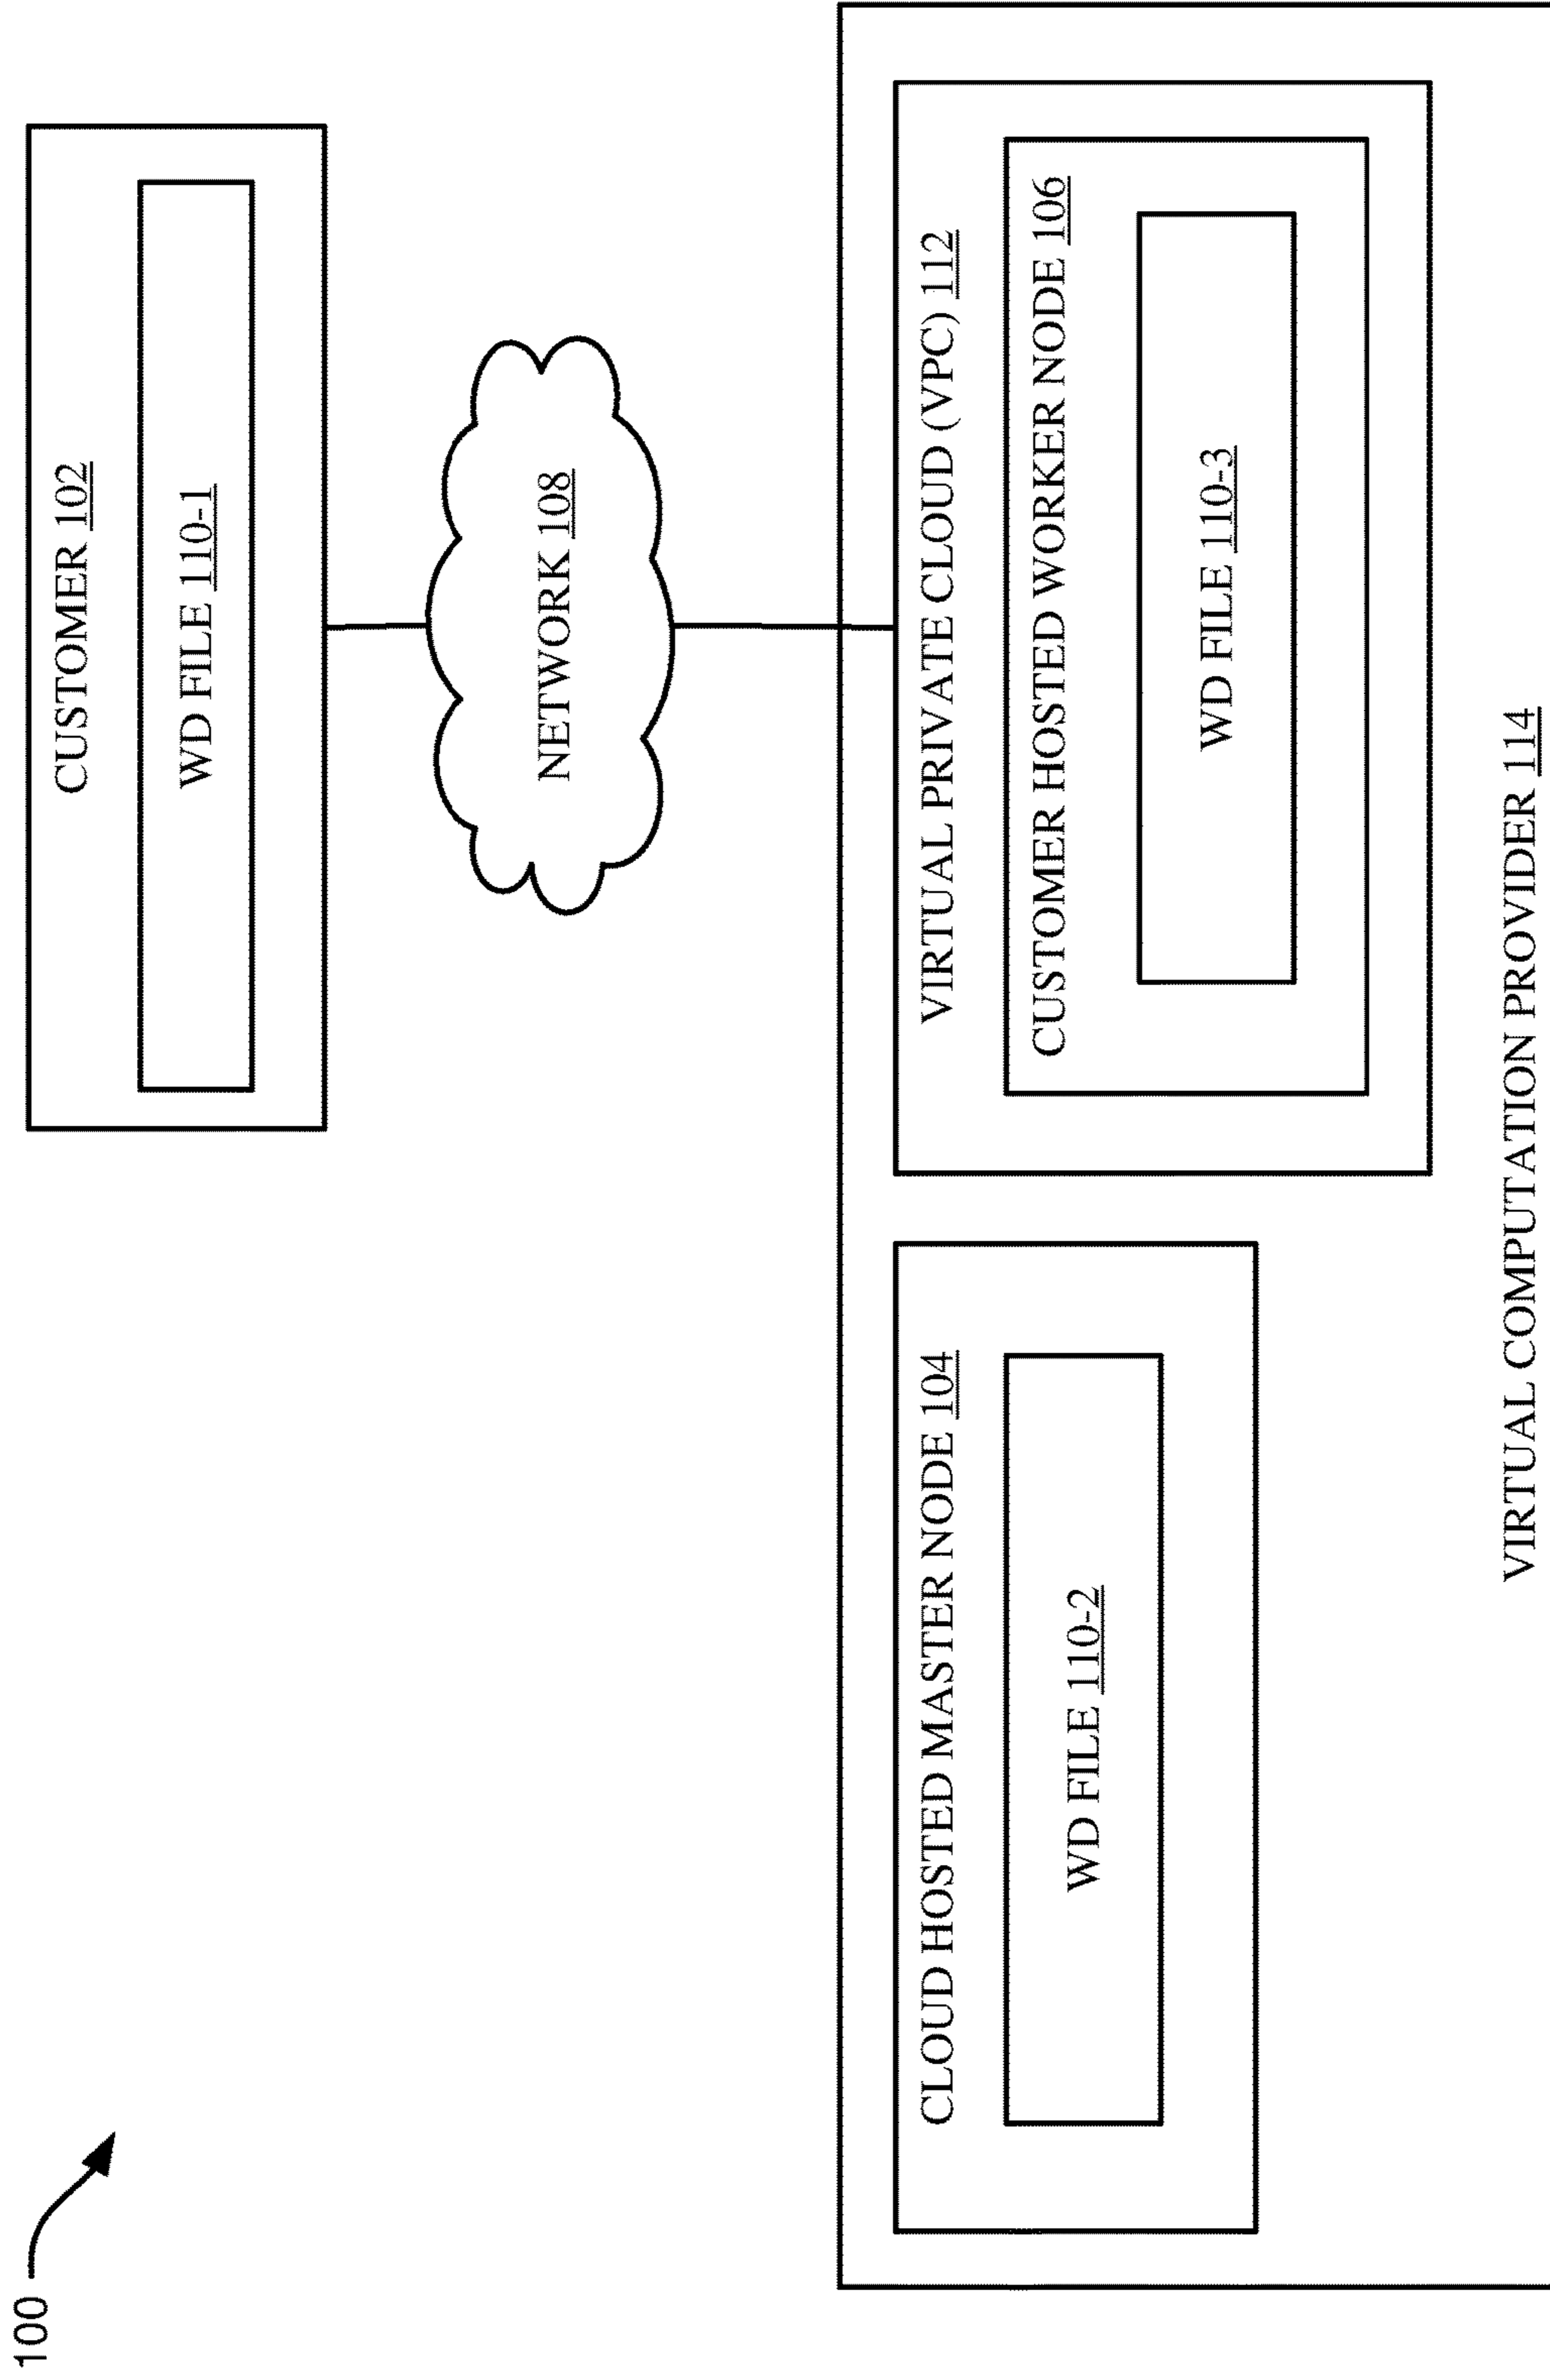 100
CUSTOMER 102
WD FILE 110-1
NETWORK 108
CLOUD HOSTED MASTER NODE 104
WD FILE 110-2
VIRTUAL PRIVATE CLOUD (VPC) 112
CUSTOMER HOSTED WORKER NODE 106
WD FILE 110-3
VIRTUAL COMPUTATION PROVIDER 114